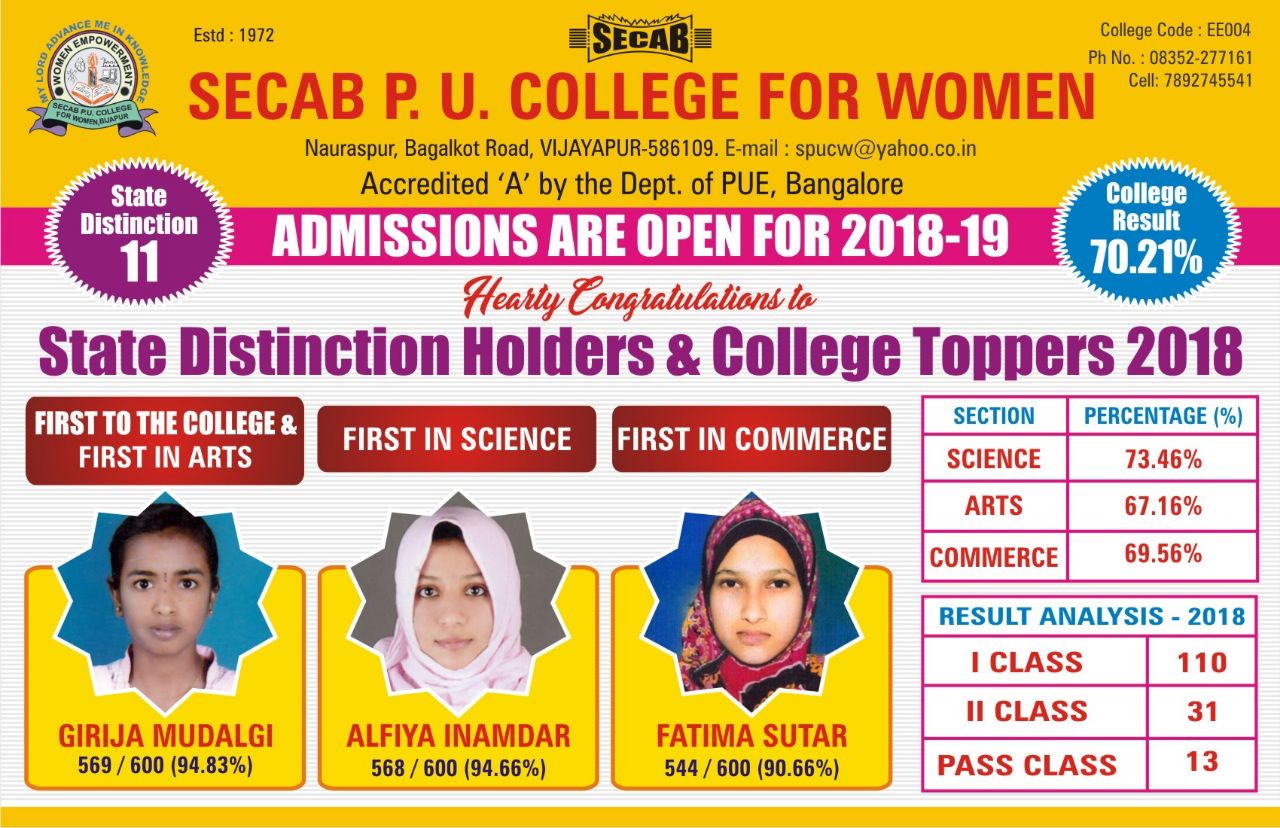 MY LORD ADVANCE ME IN KNOWLEDGE
WOMEN EMPOWERMENT
SECAB P.U. COLLEGE
FOR WOMEN, BIJAPUR
Estd : 1972
SECAB
College Code : EE004
Ph No. : 08352-277161
Cell: 7892745541
SECAB P. U. COLLEGE FOR WOMEN
Nauraspur, Bagalkot Road, VIJAYAPUR-586109. E-mail : spucw@yahoo.co.in
Accredited ‘A’ by the Dept. of PUE, Bangalore
State
Distinction
11
ADMISSIONS ARE OPEN FOR 2018-19
College
Result
70.21%
Hearty Congratulations to
State Distinction Holders & College Toppers 2018
FIRST TO THE COLLEGE &
FIRST IN ARTS
GIRIJA MUDALGI
569 / 600 (94.83%)
FIRST IN SCIENCE
ALFIYA INAMDAR
568 / 600 (94.66%)
FIRST IN COMMERCE
FATIMA SUTAR
544 / 600 (90.66%)
SECTION PERCENTAGE (%)
SCIENCE 73.46%
ARTS 67.16%
COMMERCE 69.56%
RESULT ANALYSIS - 2018
I CLASS 110
II CLASS 31
PASS CLASS 13